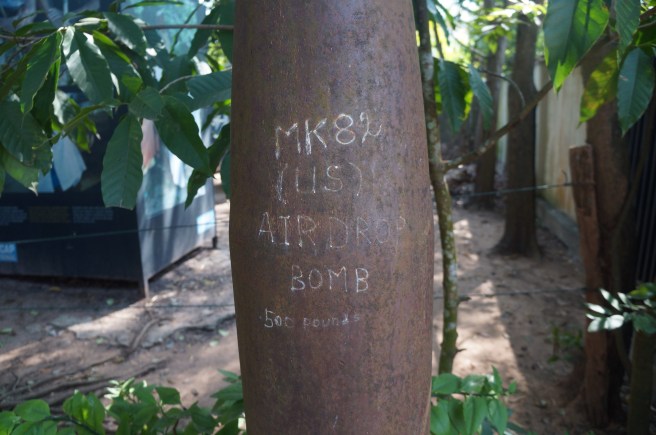 MK82
(US)
AIRDROP
BOMB
500 pounds